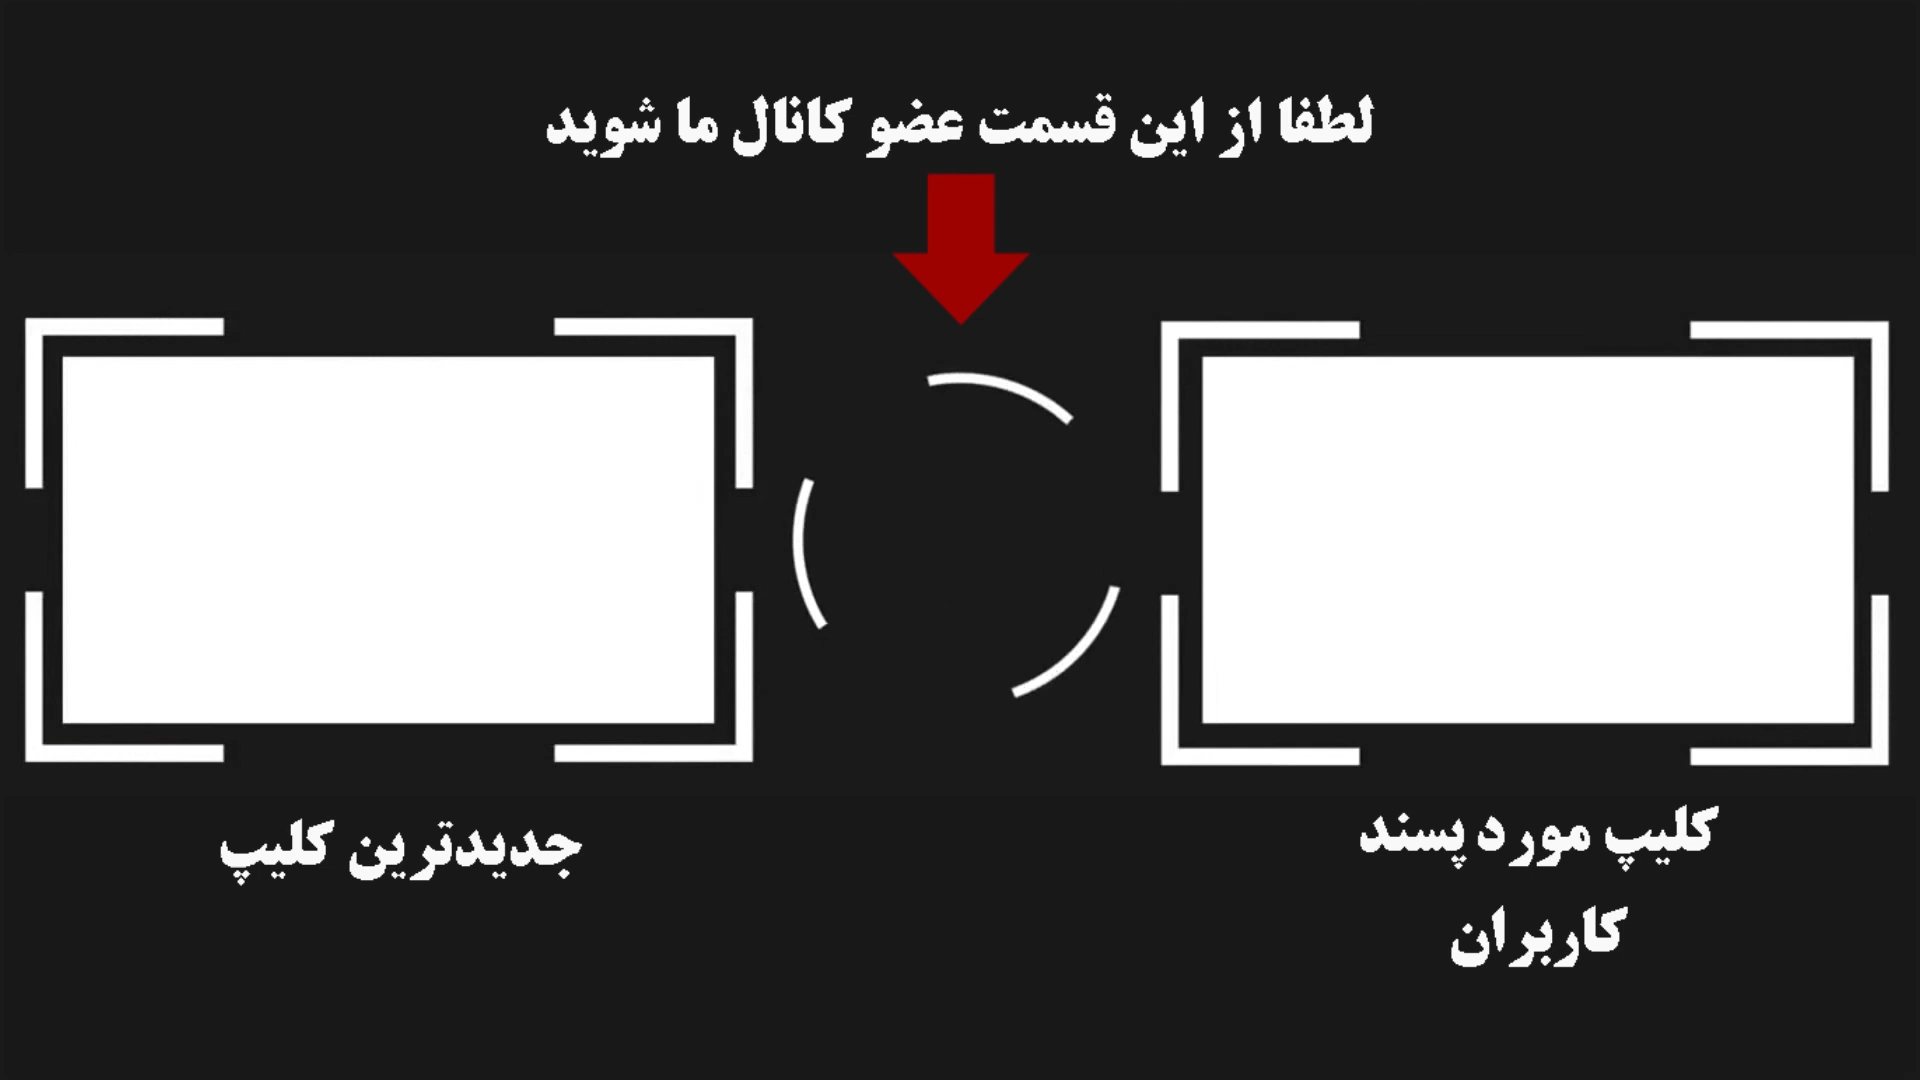 لطفا از این قسمت عضو کانال ما شوید
کلیپ مورد پسند
کاربران
جدیدترین کلیپ